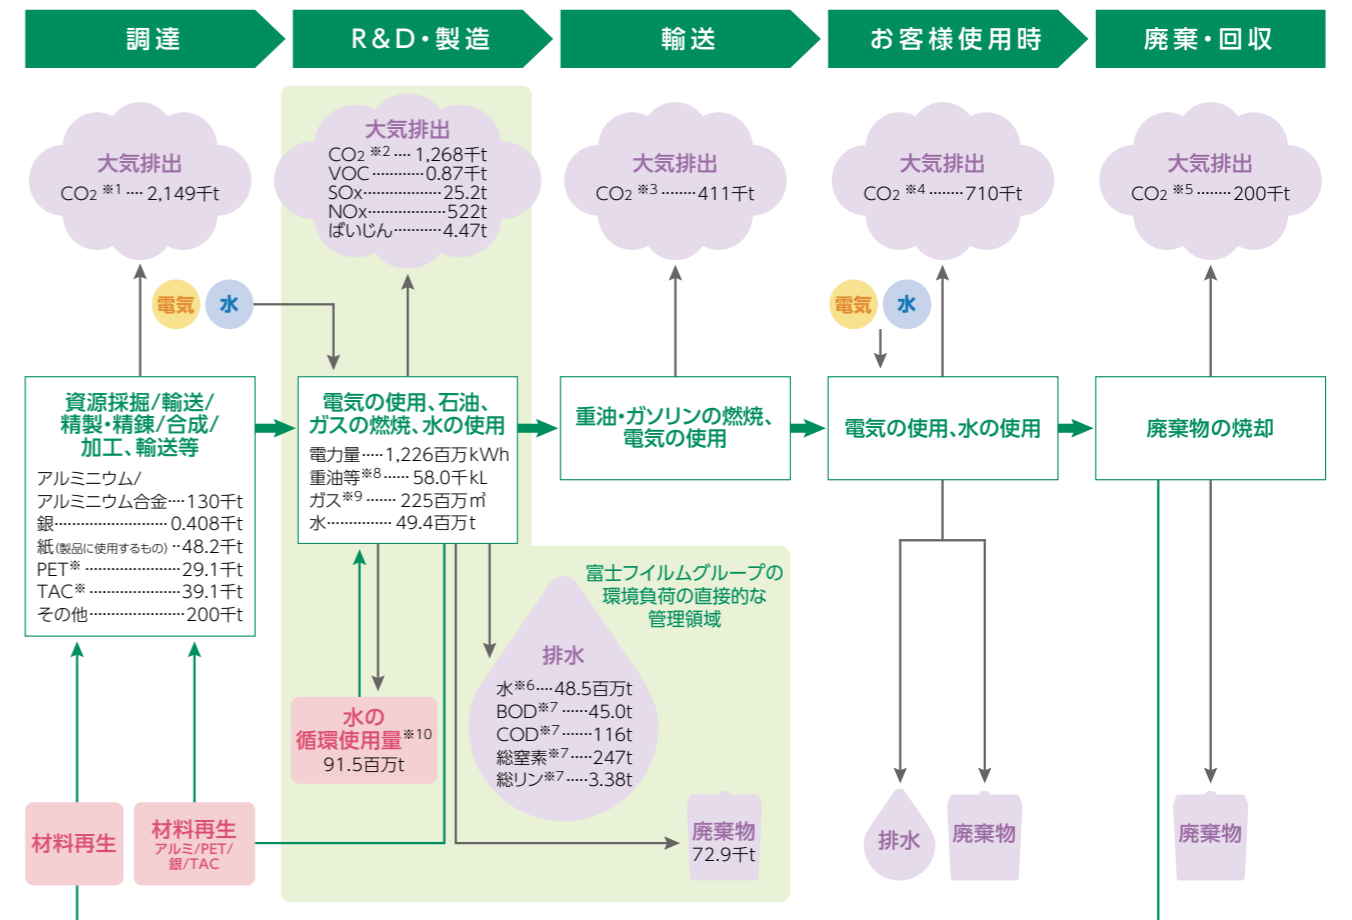 調達
R&D・製造
輸送
お客様使用時
廃棄・回収
大気排出
CO2 ※1 ···· 2,149千t
大気排出
CO2 ※2 ···· 1,268千t
VOC ············ 0.87千t
SOx ·················· 25.2t
NOx ·················· 522t
ばいじん ··········· 4.47t
大気排出
CO2 ※3 ········ 411千t
大気排出
CO2 ※4 ········ 710千t
大気排出
CO2 ※5 ········ 200千t
電気
水
電気
水
資源採掘/輸送/
精製・精錬/合成/
加工、輸送等
アルミニウム/
アルミニウム合金 ···· 130千t
銀 ·························· 0.408千t
紙(製品に使用するもの) ·· 48.2千t
PET※ ······················ 29.1千t
TAC※ ····················· 39.1千t
その他 ······················ 200千t
電気の使用、石油、
ガスの燃焼、水の使用
電力量 ····· 1,226百万kWh
重油等※8 ······ 58.0千kL
ガス※9 ······· 225百万㎥
水 ··············· 49.4百万t
重油・ガソリンの燃焼、
電気の使用
電気の使用、水の使用
廃棄物の焼却
富士フイルムグループの
環境負荷の直接的な
管理領域
排水
水※6 ···· 48.5百万t
BOD※7 ······ 45.0t
COD※7 ······ 116t
総窒素※7 ····· 247t
総リン※7 ····· 3.38t
水の
循環使用量※10
91.5百万t
材料再生
材料再生
アルミ/PET/
銀/TAC
廃棄物
72.9千t
排水
廃棄物
廃棄物